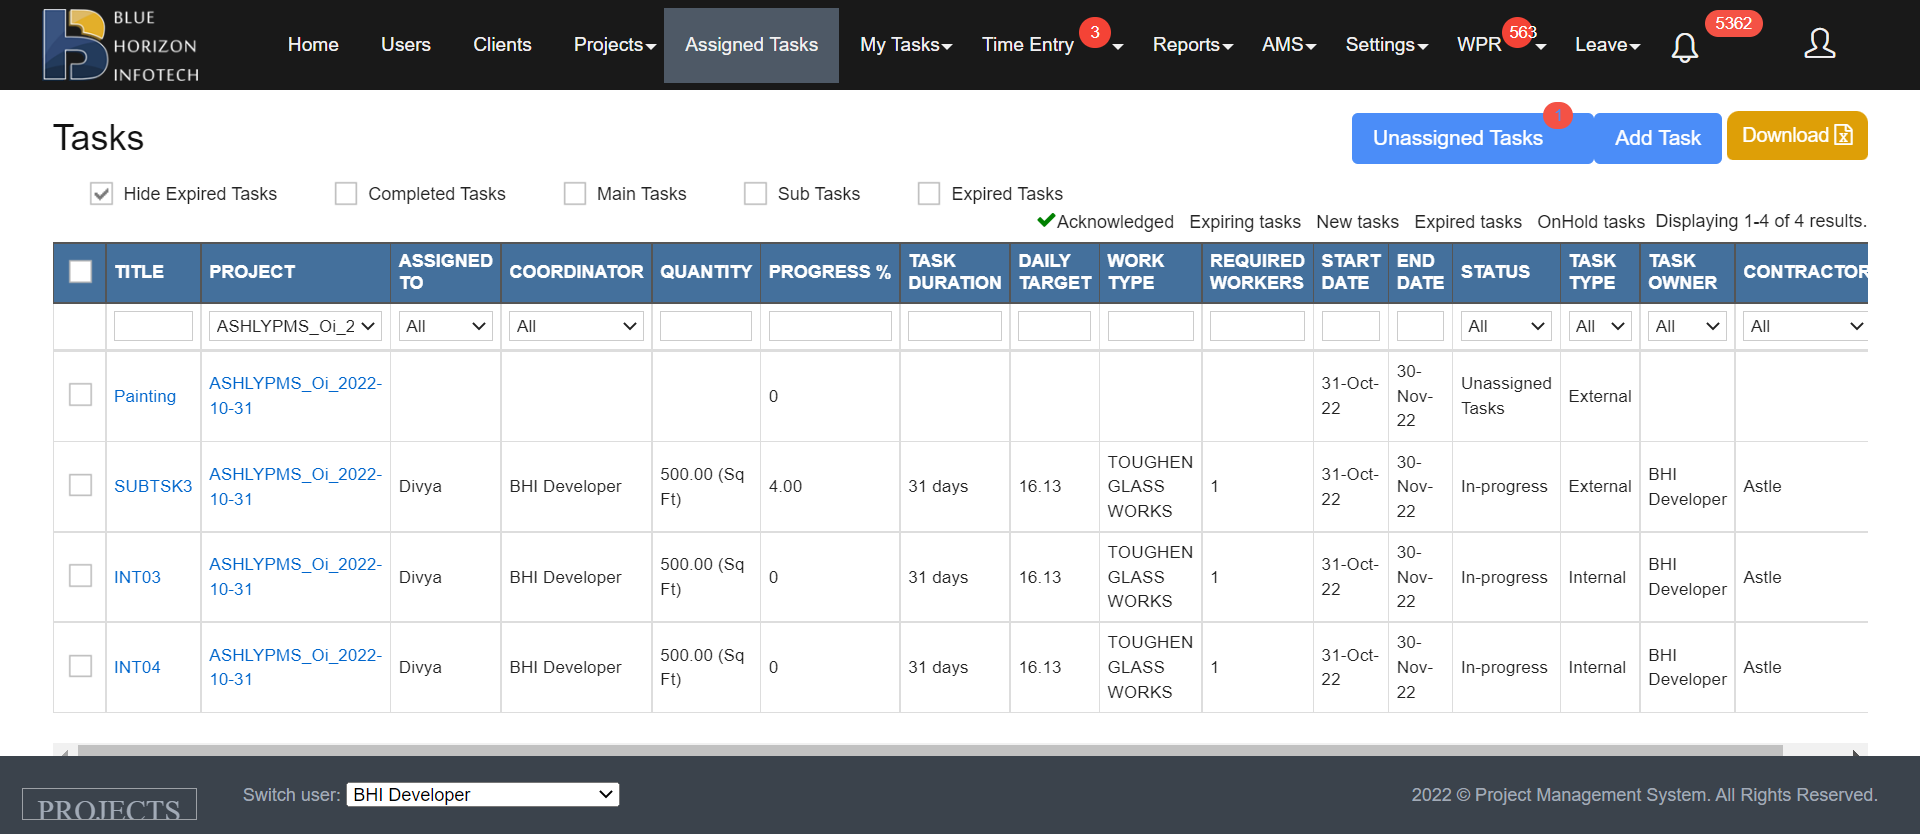 BLUE
HORIZON
INFOTECH
Home Users Clients Projects Assigned Tasks My Tasks Time Entry 3 Reports AMS Settings WPR 563 Leave 5362
Tasks
Unassigned Tasks Add Task Download
Hide Expired Tasks Completed Tasks Main Tasks Sub Tasks Expired Tasks
Acknowledged Expiring tasks New tasks Expired tasks OnHold tasks Displaying 1-4 of 4 results.
TITLE PROJECT ASSIGNED TO COORDINATOR QUANTITY PROGRESS % TASK DURATION DAILY TARGET WORK TYPE REQUIRED WORKERS START DATE END DATE STATUS TASK TYPE TASK OWNER CONTRACTOR
ASHLYPMS_Oi_2 All All All All All All
Painting ASHLYPMS_Oi_2022-10-31 0 31-Oct-22 30-Nov-22 Unassigned Tasks External
SUBTSK3 ASHLYPMS_Oi_2022-10-31 Divya BHI Developer 500.00 (Sq Ft) 4.00 31 days 16.13 TOUGHEN GLASS WORKS 1 31-Oct-22 30-Nov-22 In-progress External BHI Developer Astle
INT03 ASHLYPMS_Oi_2022-10-31 Divya BHI Developer 500.00 (Sq Ft) 0 31 days 16.13 TOUGHEN GLASS WORKS 1 31-Oct-22 30-Nov-22 In-progress Internal BHI Developer Astle
INT04 ASHLYPMS_Oi_2022-10-31 Divya BHI Developer 500.00 (Sq Ft) 0 31 days 16.13 TOUGHEN GLASS WORKS 1 31-Oct-22 30-Nov-22 In-progress Internal BHI Developer Astle
PROJECTS Switch user: BHI Developer 2022 © Project Management System. All Rights Reserved.